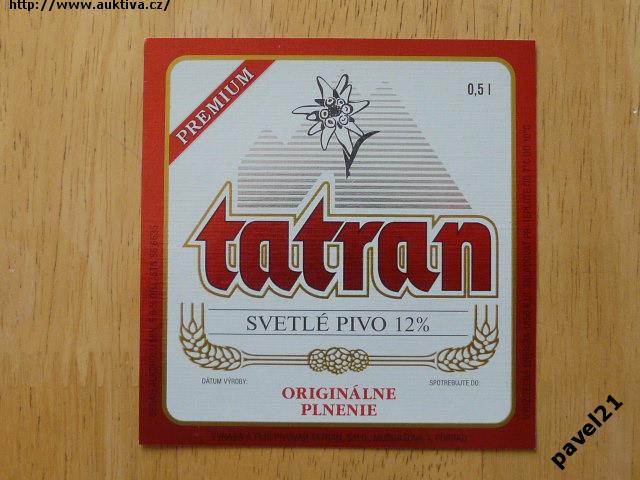 http://www.auktiva.cz/
PREMIUM
0,5 l
tatran
SVETLÉ PIVO 12%
DÁTUM VÝROBY:
SPOTREBUJTE DO:
ORIGINÁLNE
PLNENIE
pavel21